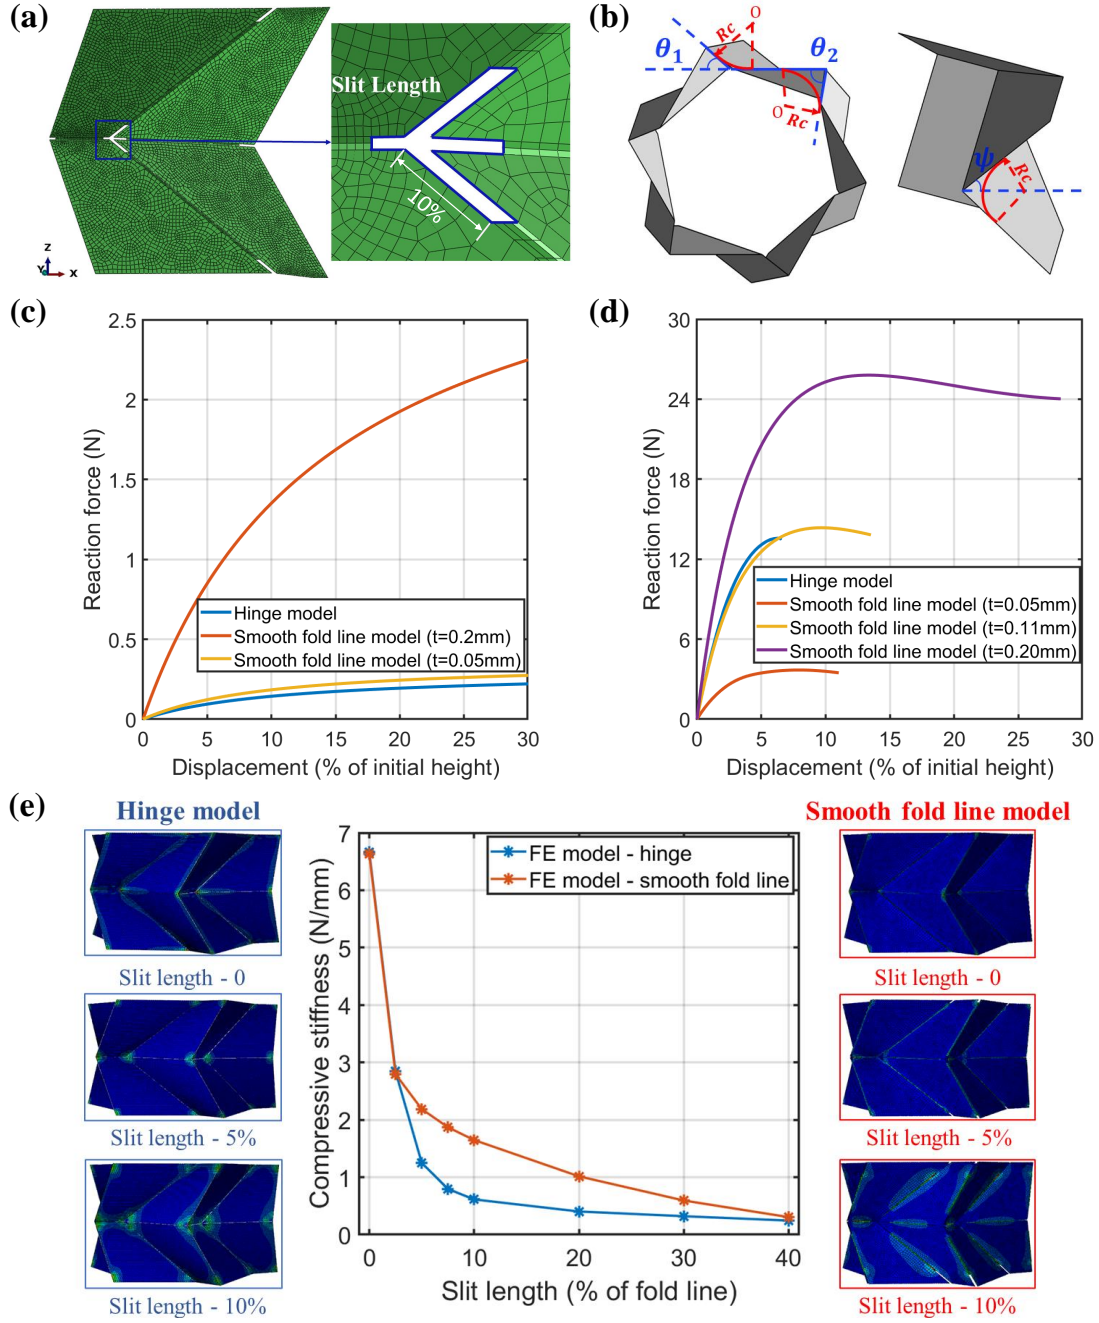 (a)
Slit Length
10%
Z
Y
X
(b)
θ1
Rc
O
θ2
O
Rc
ψ
Rc
(c)
2.5
2
1.5
1
0.5
0
0 5 10 15 20 25 30
Reaction force (N)
Displacement (% of initial height)
Hinge model
Smooth fold line model (t=0.2mm)
Smooth fold line model (t=0.05mm)
(d)
30
24
18
12
6
0
0 5 10 15 20 25 30
Reaction force (N)
Displacement (% of initial height)
Hinge model
Smooth fold line model (t=0.05mm)
Smooth fold line model (t=0.11mm)
Smooth fold line model (t=0.20mm)
(e)
Hinge model
Slit length - 0
Slit length - 5%
Slit length - 10%
7
6
5
4
3
2
1
0
0 10 20 30 40
Compressive stiffness (N/mm)
Slit length (% of fold line)
FE model - hinge
FE model - smooth fold line
Smooth fold line model
Slit length - 0
Slit length - 5%
Slit length - 10%